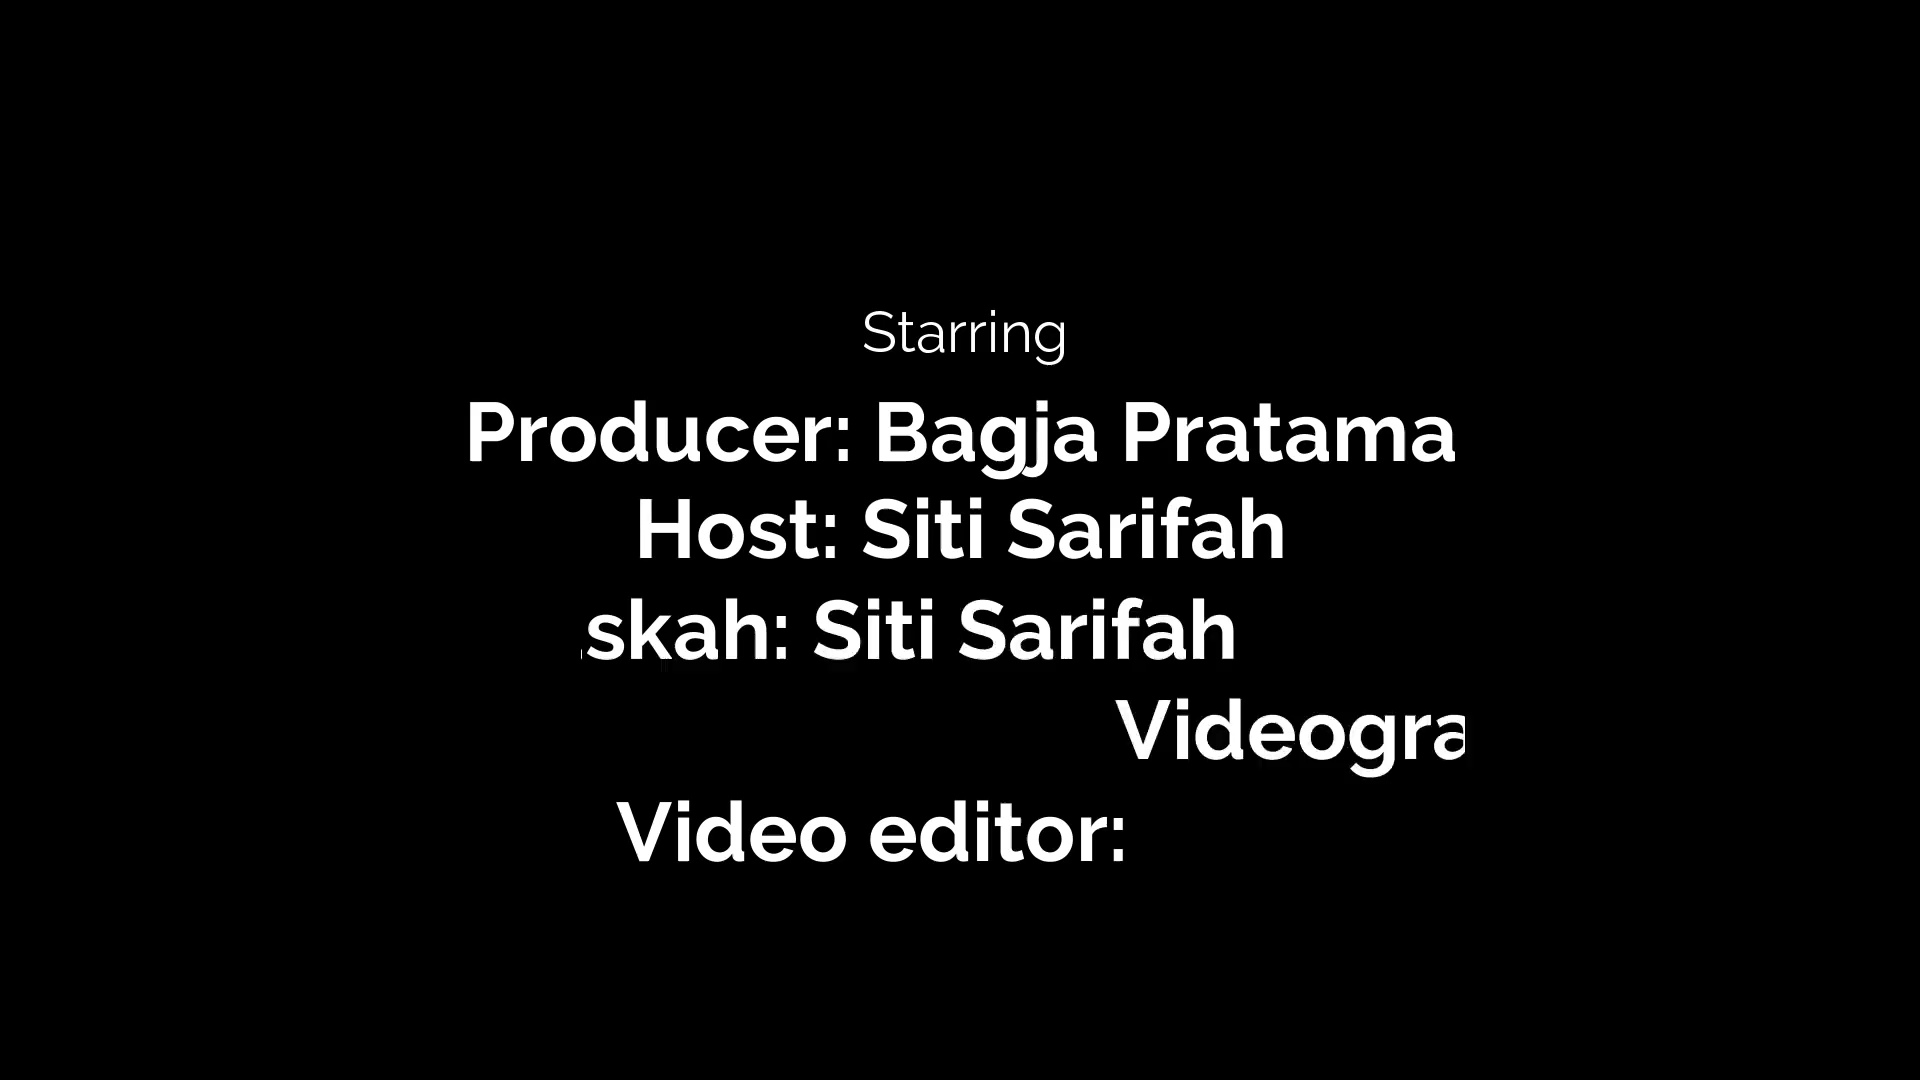 Starring
Producer: Bagja Pratama
Host: Siti Sarifah
skah: Siti Sarifah
Videogra
Video editor: